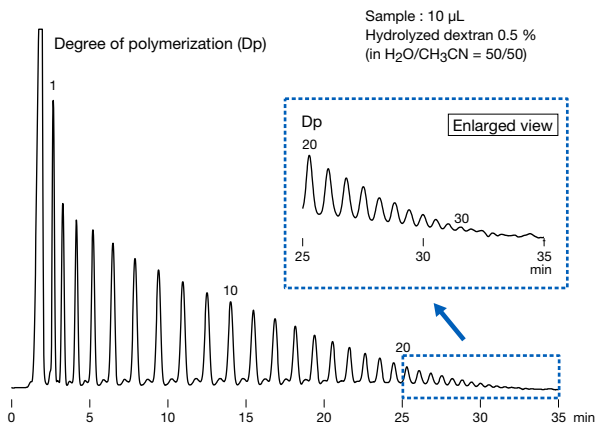 Sample : 10 µL
Hydrolyzed dextran 0.5 %
(in H2O/CH3CN = 50/50)
Degree of polymerization (Dp)
1
10
20
Dp
Enlarged view
20
30
25 30 35
min
0 5 10 15 20 25 30 35 min